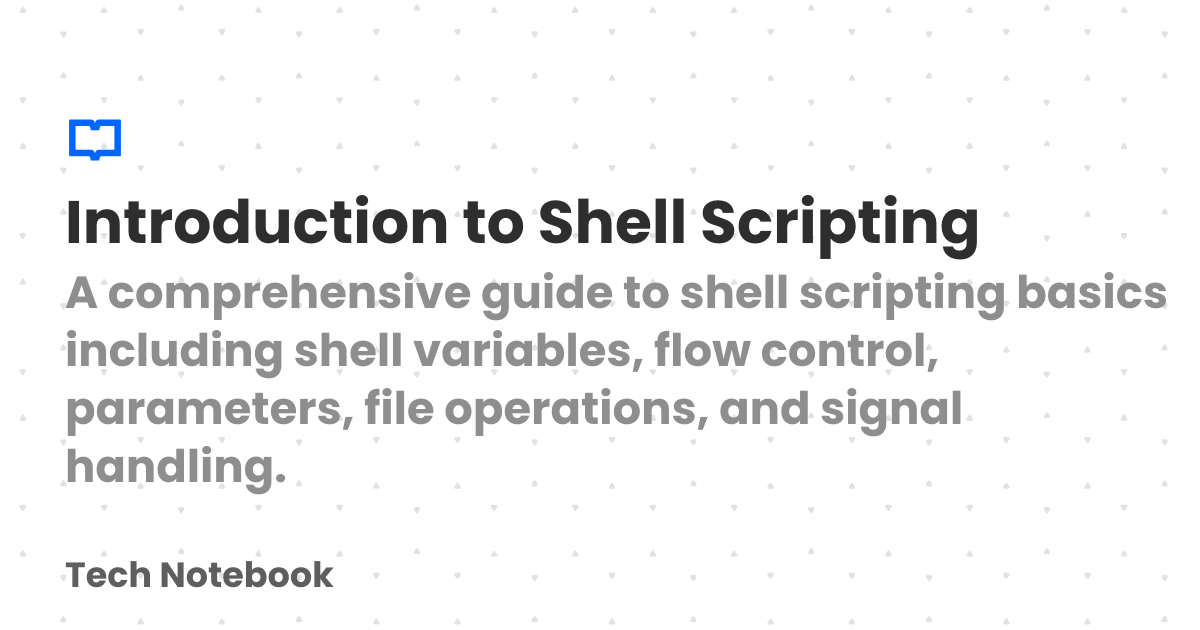 Introduction to Shell Scripting
A comprehensive guide to shell scripting basics
including shell variables, flow control,
parameters, file operations, and signal
handling.
Tech Notebook